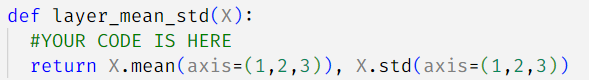 def layer_mean_std(X):
    #YOUR CODE IS HERE
    return X.mean(axis=(1,2,3)), X.std(axis=(1,2,3))